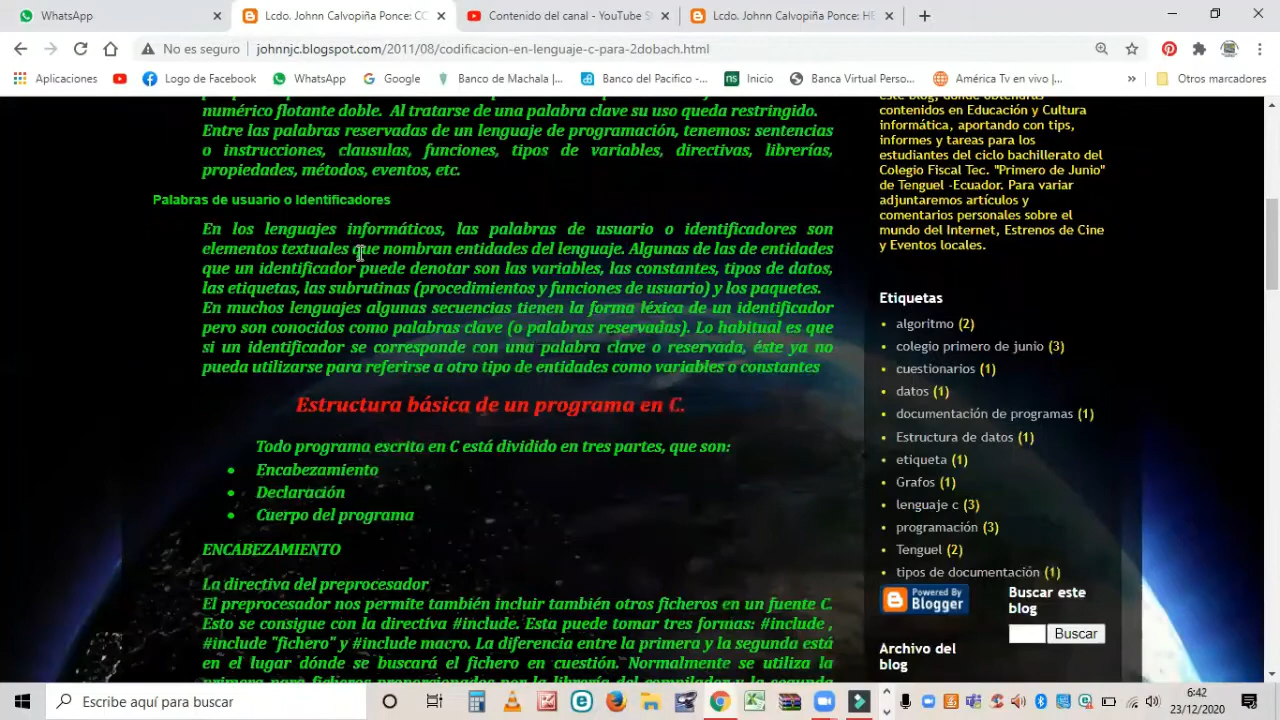 WhatsApp
Lcdo. Johnn Calvopiña Ponce: CC
Contenido del canal - YouTube S
Lcdo. Johnn Calvopiña Ponce: HE
No es seguro
johnnjc.blogspot.com/2011/08/codificacion-en-lenguaje-c-para-2dobach.html
Aplicaciones
Logo de Facebook
WhatsApp
Google
Banco de Machala |...
Banco del Pacifico -...
Inicio
Banca Virtual Perso...
América Tv en vivo |...
»
Otros marcadores
numérico flotante doble. Al tratarse de una palabra clave su uso queda restringido.
Entre las palabras reservadas de un lenguaje de programación, tenemos: sentencias
o instrucciones, clausulas, funciones, tipos de variables, directivas, librerías,
propiedades, métodos, eventos, etc.
Palabras de usuario o Identificadores
En los lenguajes informáticos, las palabras de usuario o identificadores son
elementos textuales que nombran entidades del lenguaje. Algunas de las de entidades
que un identificador puede denotar son las variables, las constantes, tipos de datos,
las etiquetas, las subrutinas (procedimientos y funciones de usuario) y los paquetes.
En muchos lenguajes algunas secuencias tienen la forma léxica de un identificador
pero son conocidos como palabras clave (o palabras reservadas). Lo habitual es que
si un identificador se corresponde con una palabra clave o reservada, éste ya no
pueda utilizarse para referirse a otro tipo de entidades como variables o constantes
Estructura básica de un programa en C.
Todo programa escrito en C está dividido en tres partes, que son:
• Encabezamiento
• Declaración
• Cuerpo del programa
ENCABEZAMIENTO
La directiva del preprocesador
El preprocesador nos permite también incluir también otros ficheros en un fuente C.
Esto se consigue con la directiva #include. Esta puede tomar tres formas: #include ,
#include "fichero" y #include macro. La diferencia entre la primera y la segunda está
en el lugar dónde se buscará el fichero en cuestión. Normalmente se utiliza la
primera para ficheros proporcionados por la librería del compilador y la segunda
este blog, donde obtendrás
contenidos en Educación y Cultura
informática, aportando con tips,
informes y tareas para los
estudiantes del ciclo bachillerato del
Colegio Fiscal Tec. "Primero de Junio"
de Tenguel -Ecuador. Para variar
adjuntaremos artículos y
comentarios personales sobre el
mundo del Internet, Estrenos de Cine
y Eventos locales.
Etiquetas
• algoritmo (2)
• colegio primero de junio (3)
• cuestionarios (1)
• datos (1)
• documentación de programas (1)
• Estructura de datos (1)
• etiqueta (1)
• Grafos (1)
• lenguaje c (3)
• programación (3)
• Tenguel (2)
• tipos de documentación (1)
Powered By
Blogger
Buscar este
blog
Buscar
Archivo del
blog
Escribe aquí para buscar
6:42
23/12/2020